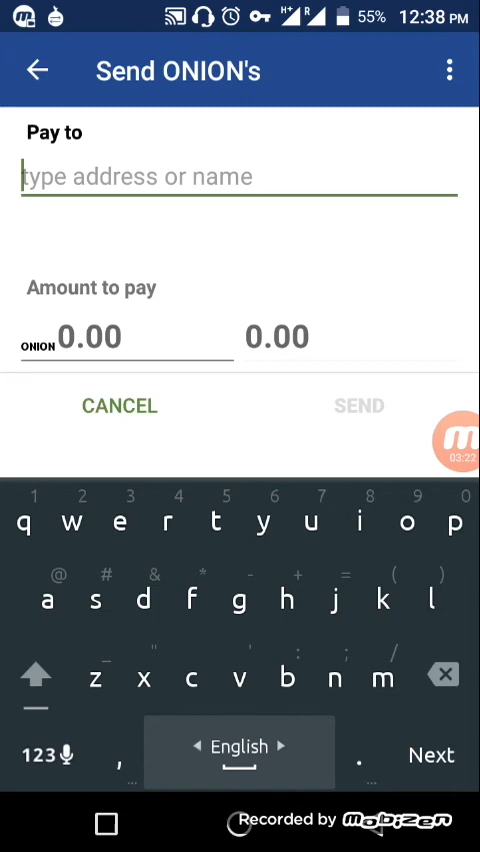 H+ R 55% 12:38 PM
Send ONION's
Pay to
type address or name
Amount to pay
ONION 0.00 0.00
CANCEL SEND
03:22
1 2 3 4 5 6 7 8 9 0
q w e r t y u i o p
@ # & * - + = ( )
a s d f g h j k l
_ " ' : ; /
z x c v b n m
123 , English . Next
... ...
Recorded by mobizen